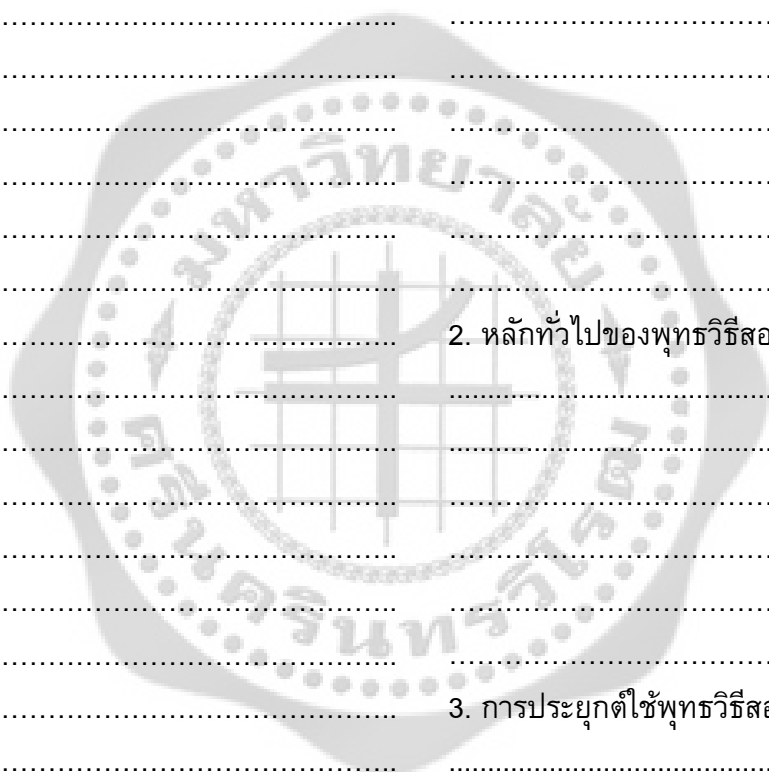 มหาวิทยาลัย
2. หลักทั่วไปของพุทธวิธีสอ
3. การประยุกต์ใช้พุทธวิธีสอ
ศรีนครินทรวิโรฒ